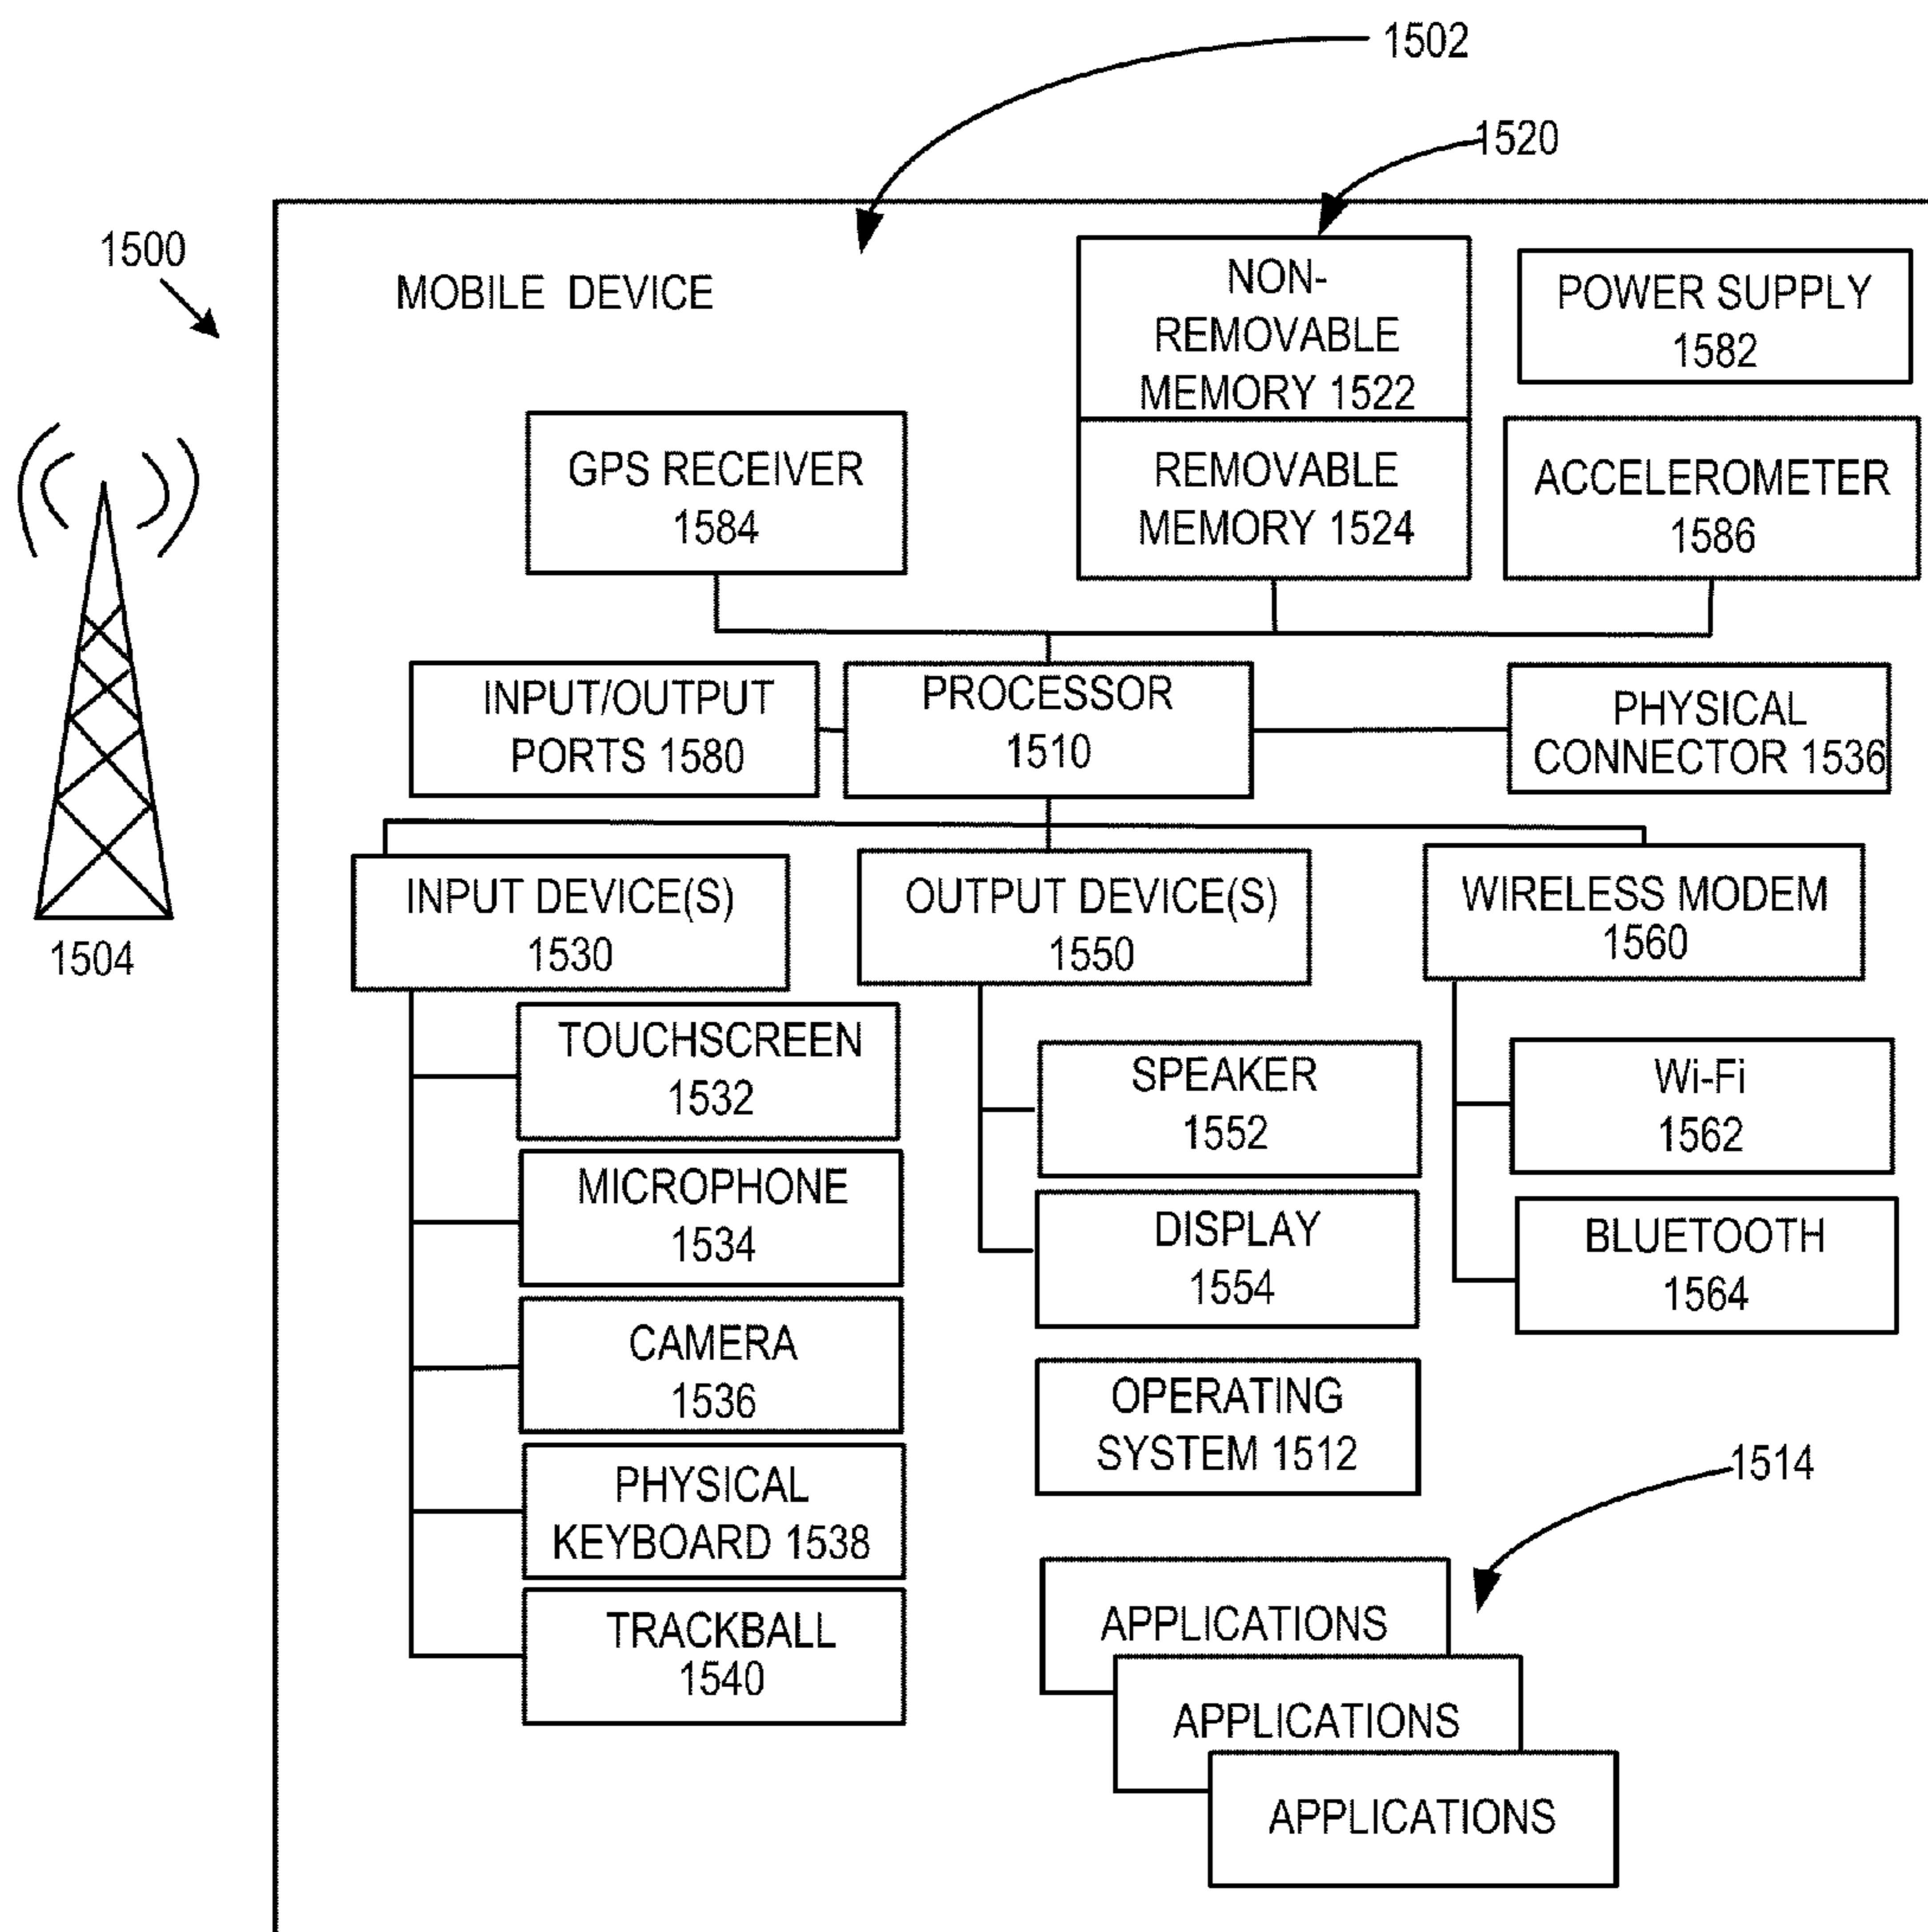 1502
1520
1500
MOBILE DEVICE
NON-
REMOVABLE
MEMORY 1522
POWER SUPPLY
1582
GPS RECEIVER
1584
REMOVABLE
MEMORY 1524
ACCELEROMETER
1586
INPUT/OUTPUT
PORTS 1580
PROCESSOR
1510
PHYSICAL
CONNECTOR 1536
1504
INPUT DEVICE(S)
1530
OUTPUT DEVICE(S)
1550
WIRELESS MODEM
1560
TOUCHSCREEN
1532
MICROPHONE
1534
CAMERA
1536
PHYSICAL
KEYBOARD 1538
TRACKBALL
1540
SPEAKER
1552
DISPLAY
1554
Wi-Fi
1562
BLUETOOTH
1564
OPERATING
SYSTEM 1512
1514
APPLICATIONS
APPLICATIONS
APPLICATIONS